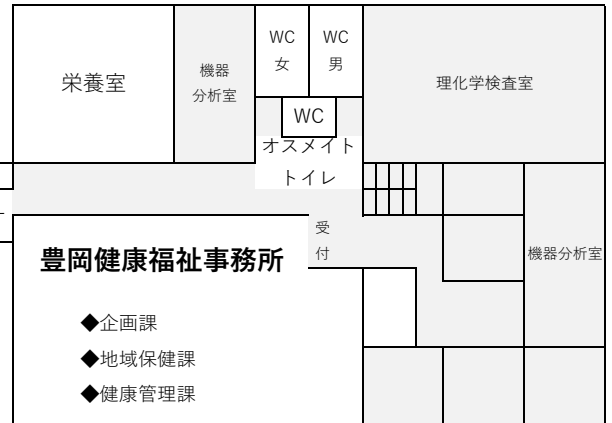 栄養室
機器
分析室
WC
女
WC
男
理化学検査室
WC
オスメイト
トイレ
受
付
機器分析室
豊岡健康福祉事務所
◆企画課
◆地域保健課
◆健康管理課